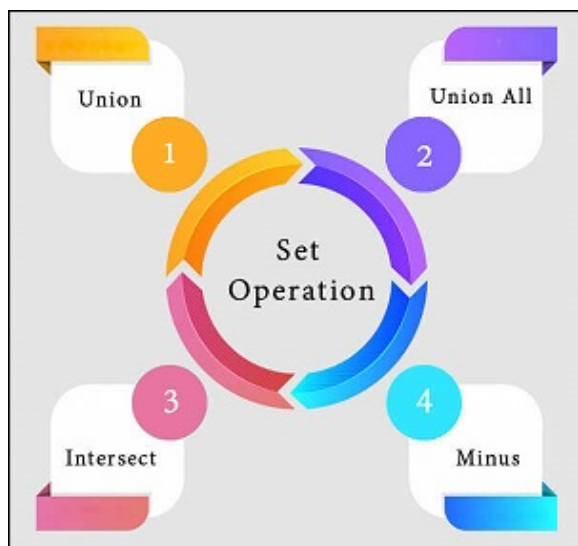 Union
1
Union All
2
Set
Operation
3
Intersect
4
Minus